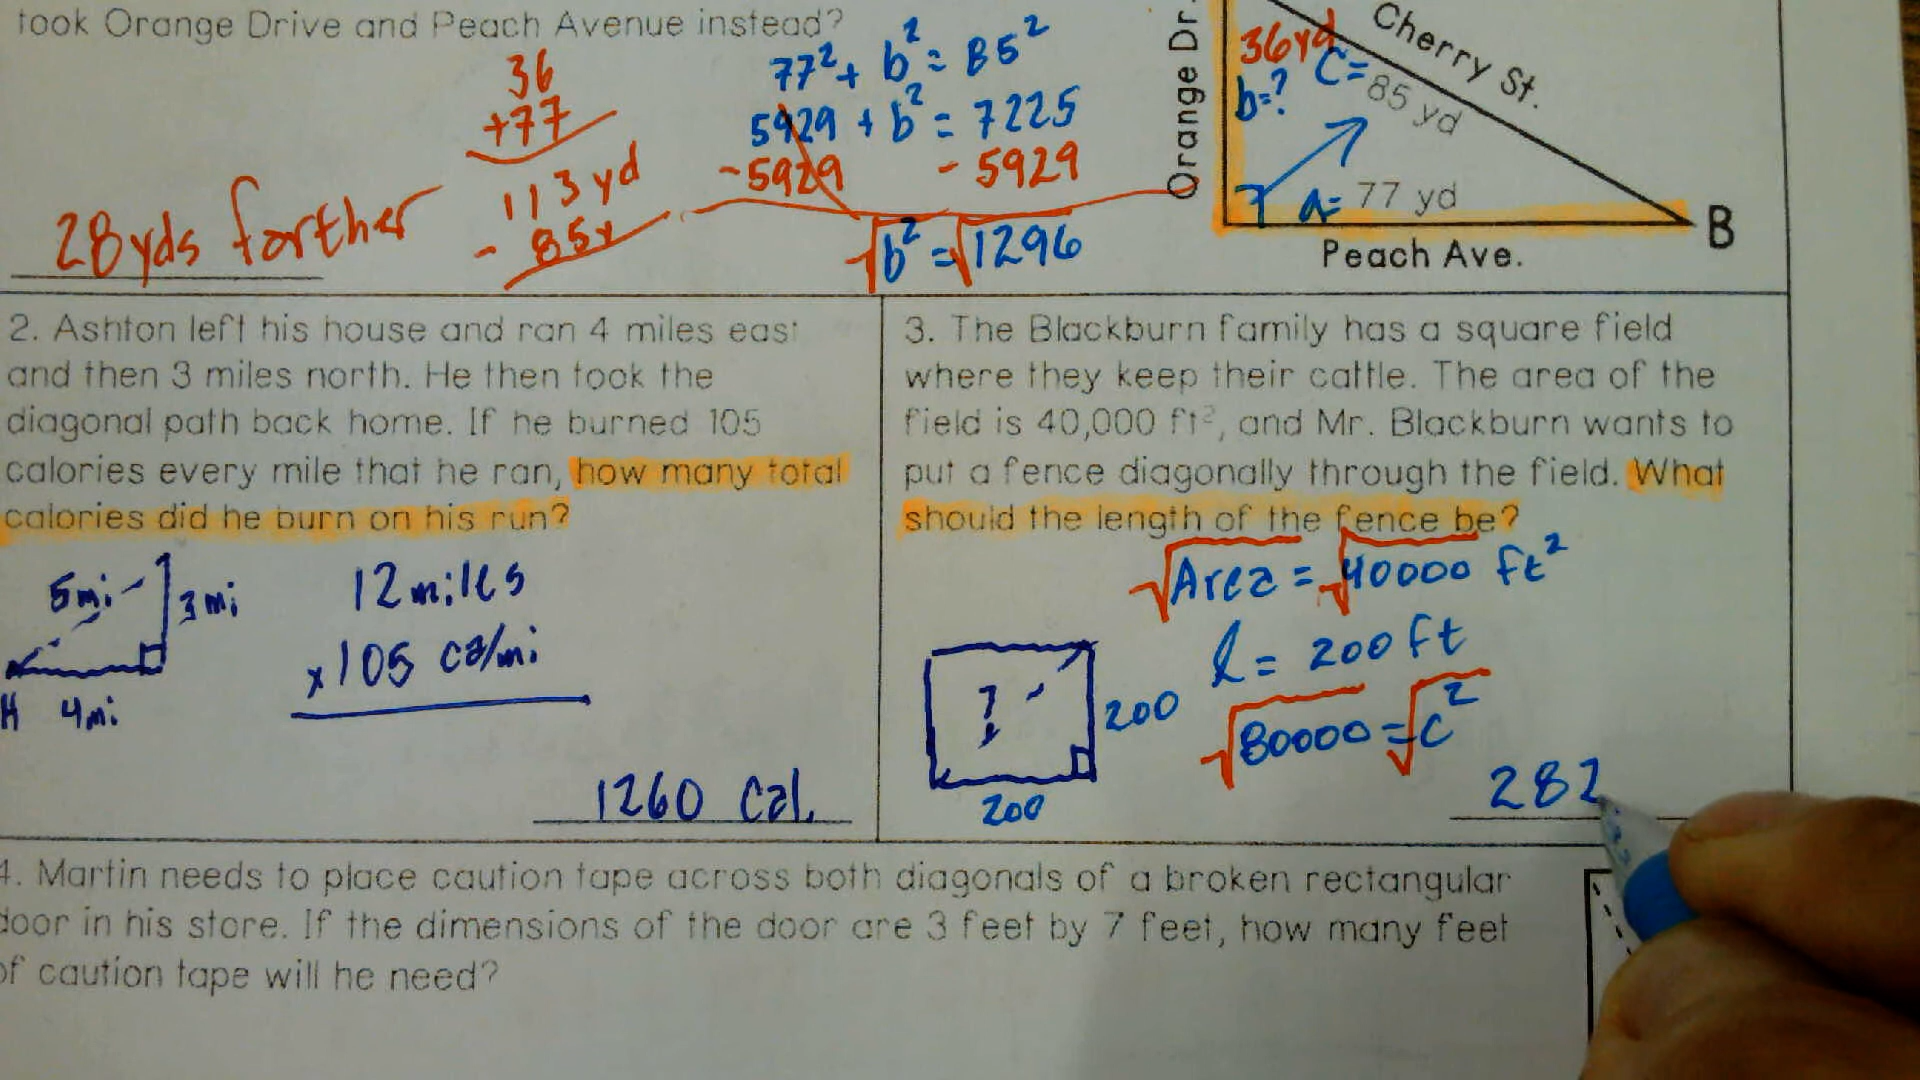 took Orange Drive and Peach Avenue instead?
36
+77
113 yd
- 85y
28yds farther
77² + b² = 85²
5929 + b² = 7225
-5929 - 5929
√b² = √1296
Orange Dr.
36yd
b=?
Cherry St.
c=
85 yd
a= 77 yd
B
Peach Ave.
2. Ashton left his house and ran 4 miles east
and then 3 miles north. He then took the
diagonal path back home. If he burned 105
calories every mile that he ran, how many total
calories did he burn on his run?
5mi
3mi
H 4mi
12miles
x105 cal/mi
1260 Cal.
3. The Blackburn family has a square field
where they keep their cattle. The area of the
field is 40,000 ft², and Mr. Blackburn wants to
put a fence diagonally through the field. What
should the length of the fence be?
√Area = √40000 ft²
l = 200ft
√80000 = √c²
?
200
200
282
4. Martin needs to place caution tape across both diagonals of a broken rectangular
door in his store. If the dimensions of the door are 3 feet by 7 feet, how many feet
of caution tape will he need?